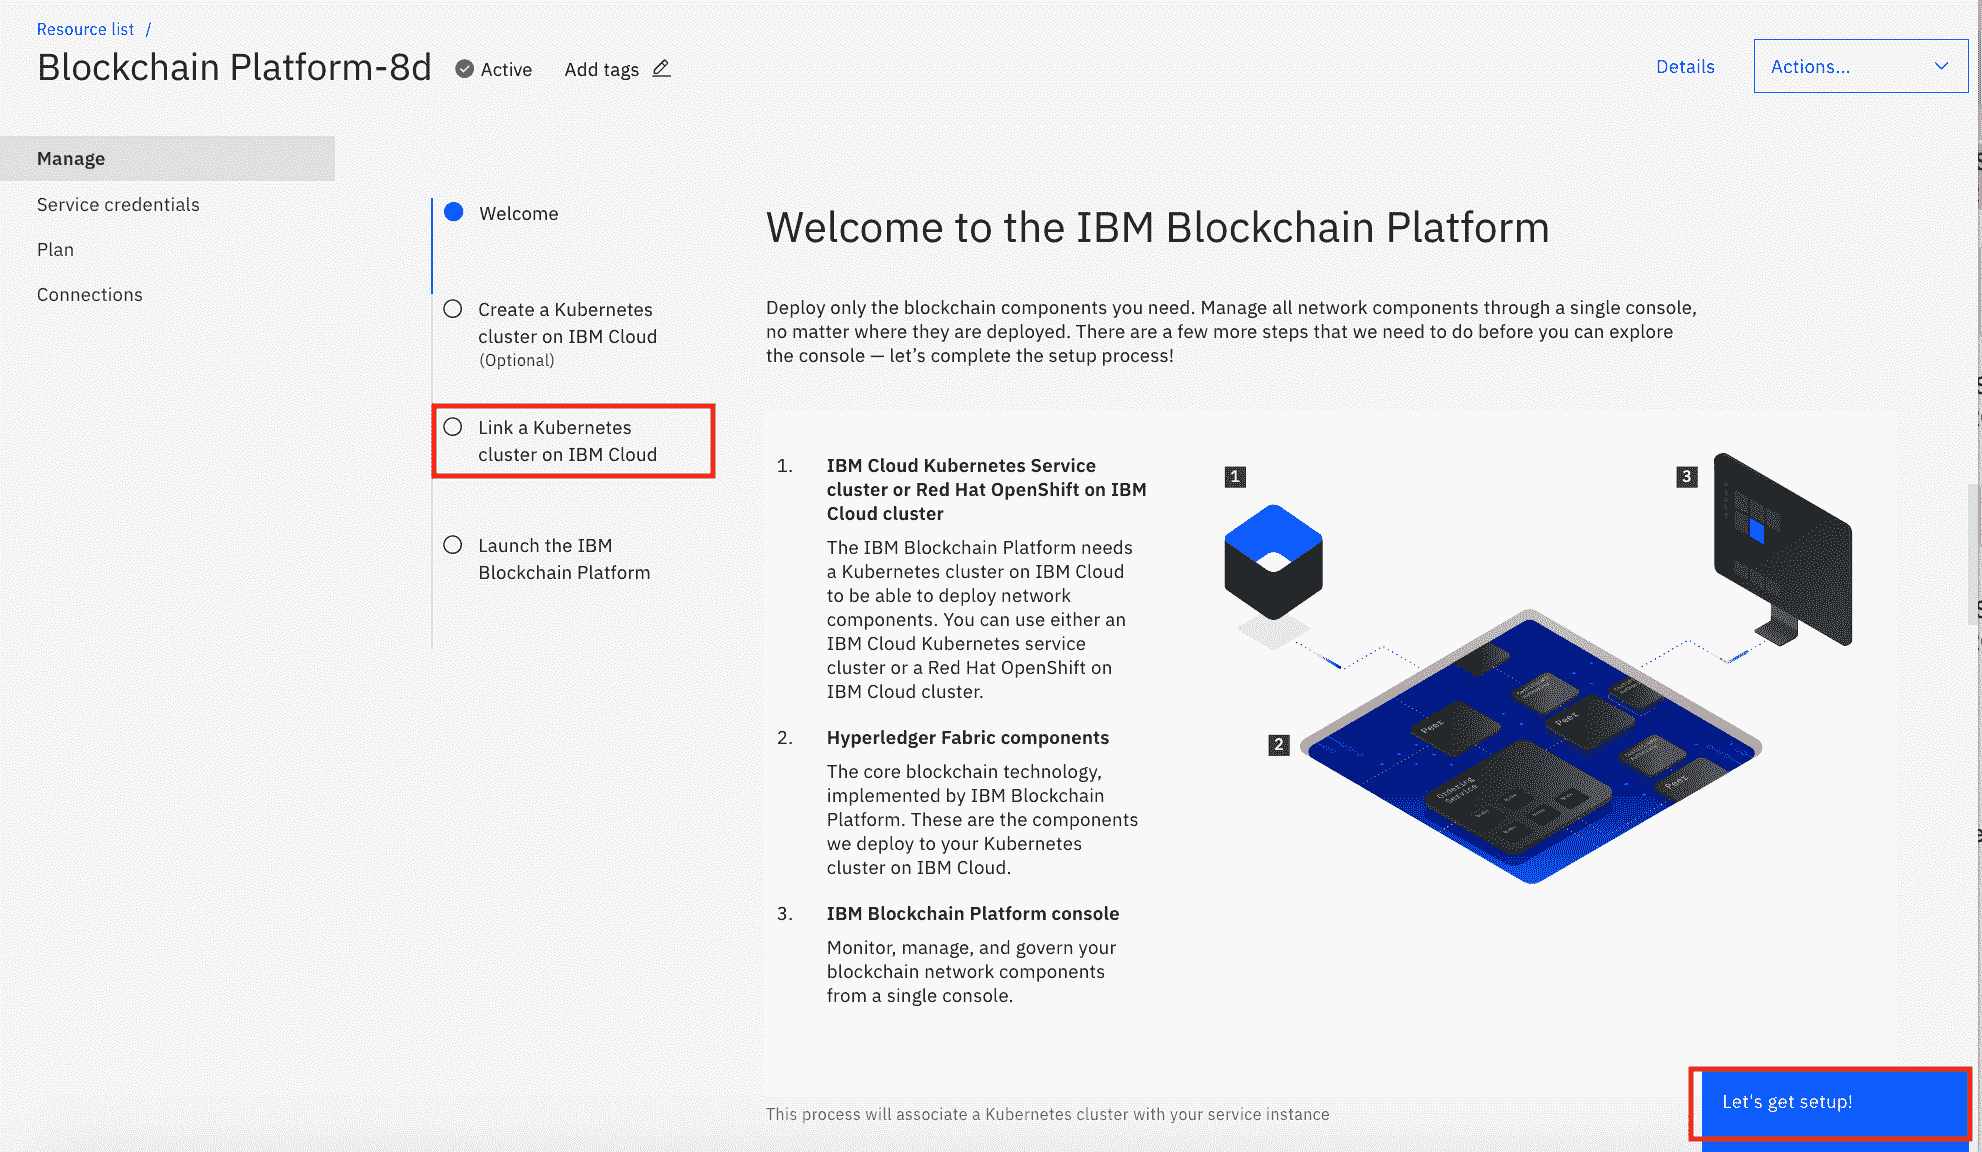 Resource list /
Blockchain Platform-8d
Active
Add tags
Details
Actions...
Manage
Service credentials
Plan
Connections
Welcome
Create a Kubernetes
cluster on IBM Cloud
(Optional)
Link a Kubernetes
cluster on IBM Cloud
Launch the IBM
Blockchain Platform
Welcome to the IBM Blockchain Platform
Deploy only the blockchain components you need. Manage all network components through a single console,
no matter where they are deployed. There are a few more steps that we need to do before you can explore
the console — let’s complete the setup process!
1. IBM Cloud Kubernetes Service
cluster or Red Hat OpenShift on IBM
Cloud cluster
The IBM Blockchain Platform needs
a Kubernetes cluster on IBM Cloud
to be able to deploy network
components. You can use either an
IBM Cloud Kubernetes service
cluster or a Red Hat OpenShift on
IBM Cloud cluster.
2. Hyperledger Fabric components
The core blockchain technology,
implemented by IBM Blockchain
Platform. These are the components
we deploy to your Kubernetes
cluster on IBM Cloud.
3. IBM Blockchain Platform console
Monitor, manage, and govern your
blockchain network components
from a single console.
1
3
2
Peer
Peer
Peer
Ordering
Service
This process will associate a Kubernetes cluster with your service instance
Let's get setup!